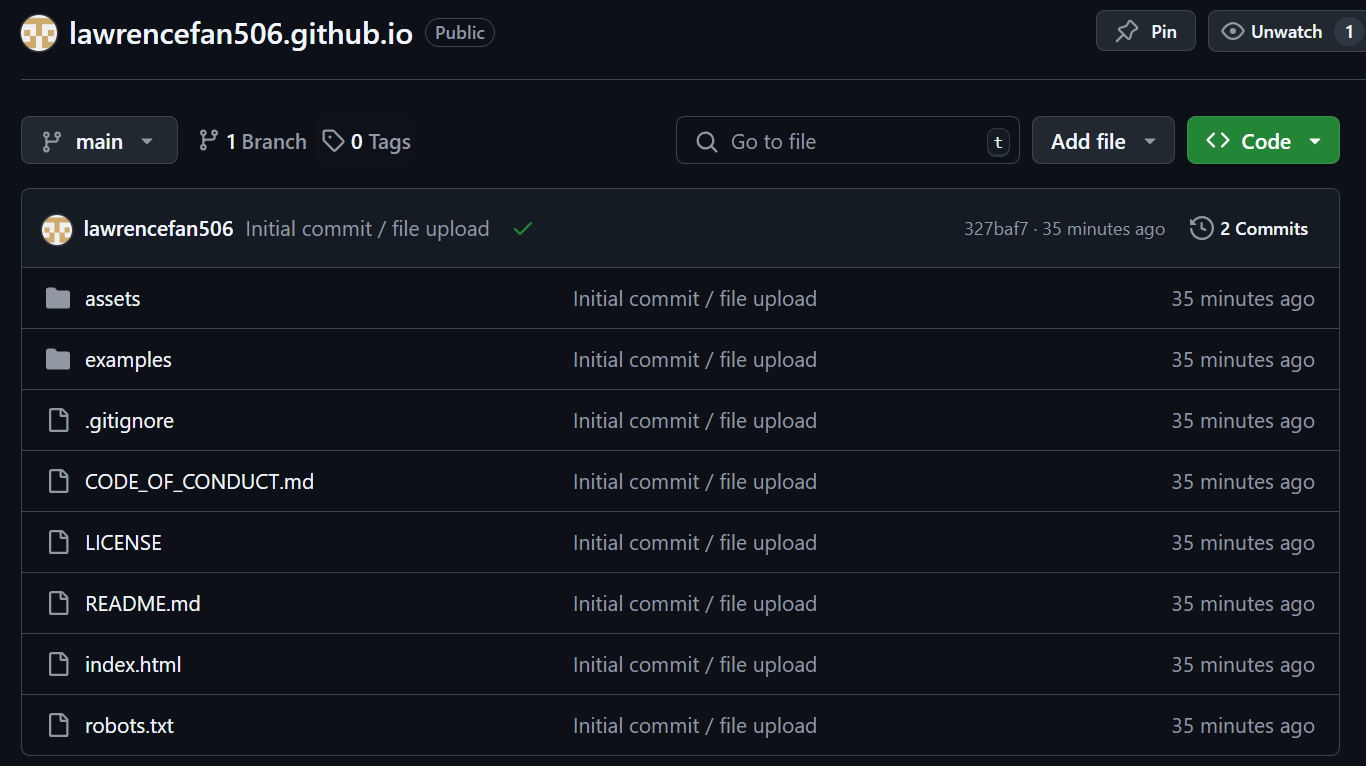 lawrencefan506.github.io Public Pin Unwatch 1
main 1 Branch 0 Tags Go to file t Add file Code
lawrencefan506 Initial commit / file upload 327baf7 · 35 minutes ago 2 Commits
assets Initial commit / file upload 35 minutes ago
examples Initial commit / file upload 35 minutes ago
.gitignore Initial commit / file upload 35 minutes ago
CODE_OF_CONDUCT.md Initial commit / file upload 35 minutes ago
LICENSE Initial commit / file upload 35 minutes ago
README.md Initial commit / file upload 35 minutes ago
index.html Initial commit / file upload 35 minutes ago
robots.txt Initial commit / file upload 35 minutes ago